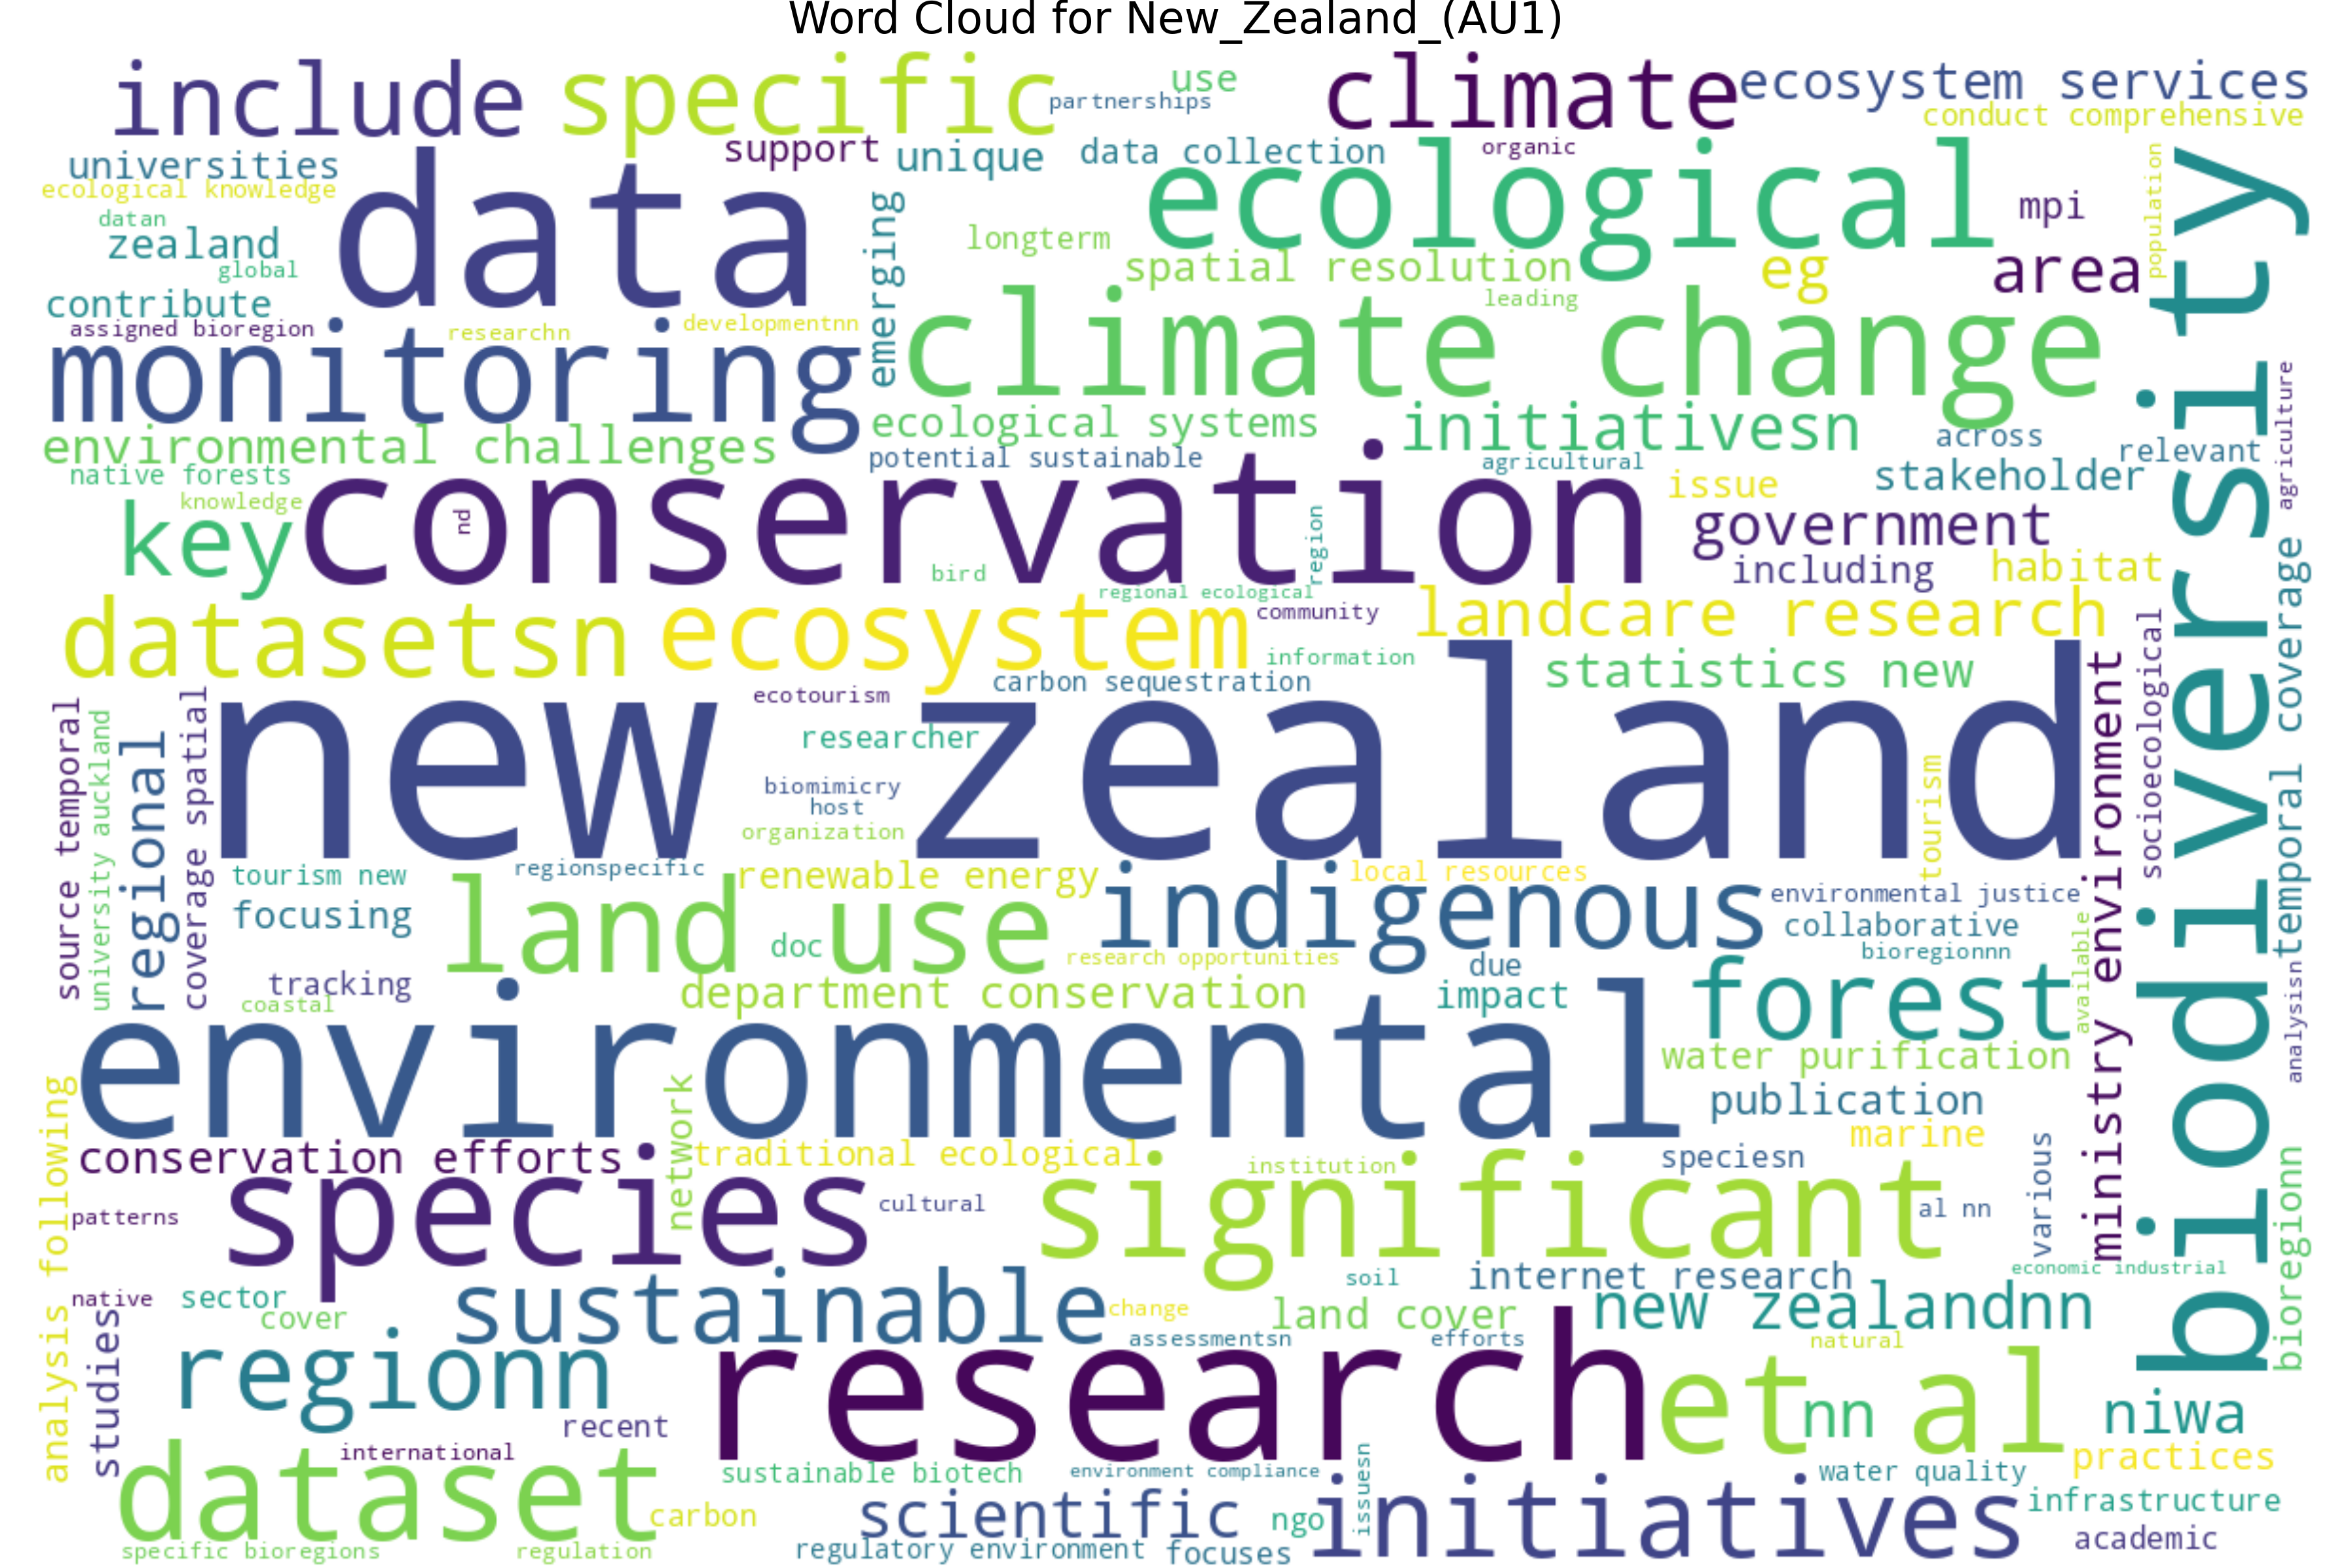 Word Cloud for New_Zealand_(AU1)
include
specific
use
partnerships
climate
ecosystem services
conduct comprehensive
universities
support
unique
data collection
organic
ecological knowledge
data
ecological
mpi
population
biodiversity
datan
zealand
global
emerging
longterm
spatial resolution
eg
area
contribute
leading
assigned bioregion
researchn
developmentnn
climate change
monitoring
environmental challenges
ecological systems
initiativesn
across
relevant
agriculture
native forests
potential sustainable
agricultural
issue
stakeholder
knowledge
key
conservation
nd
region
government
including
habitat
bird
regional ecological
datasetsn
ecosystem
community
landcare research
information
statistics new
carbon sequestration
temporal coverage
socioecological
ministry environment
source temporal
university auckland
regional
coverage spatial
new zealand
ecotourism
researcher
biomimicry
host
organization
tourism
tourism new
regionspecific
renewable energy
local resources
indigenous
environmental justice
focusing
land use
doc
research opportunities
collaborative
bioregionnn
available
tracking
coastal
due
department conservation
impact
forest
analysisn
environmental
water purification
publication
marine
analysis following
network
conservation efforts
traditional ecological
institution
speciesn
various
bioregionn
species
cultural
significant
al nn
patterns
economic industrial
native
sector
cover
sustainable
change
soil
internet research
land cover
new zealandnn
assessmentsn
efforts
natural
studies
regionn
research
et al
nn
niwa
recent
international
practices
dataset
carbon
sustainable biotech
environment compliance
issuesn
water quality
scientific
ngo
initiatives
infrastructure
academic
specific bioregions
regulation
regulatory environment
focuses